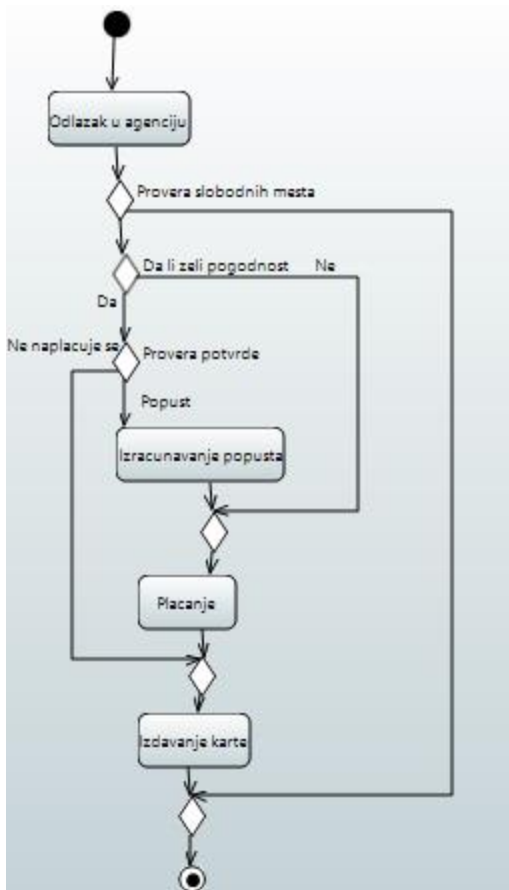 Odlazak u agenciju
Provera slobodnih mesta
Da li zeli pogodnost
Ne
Da
Ne naplacuje se
Provera potvrde
Popust
Izracunavanje popusta
Placanje
Izdavanje karte